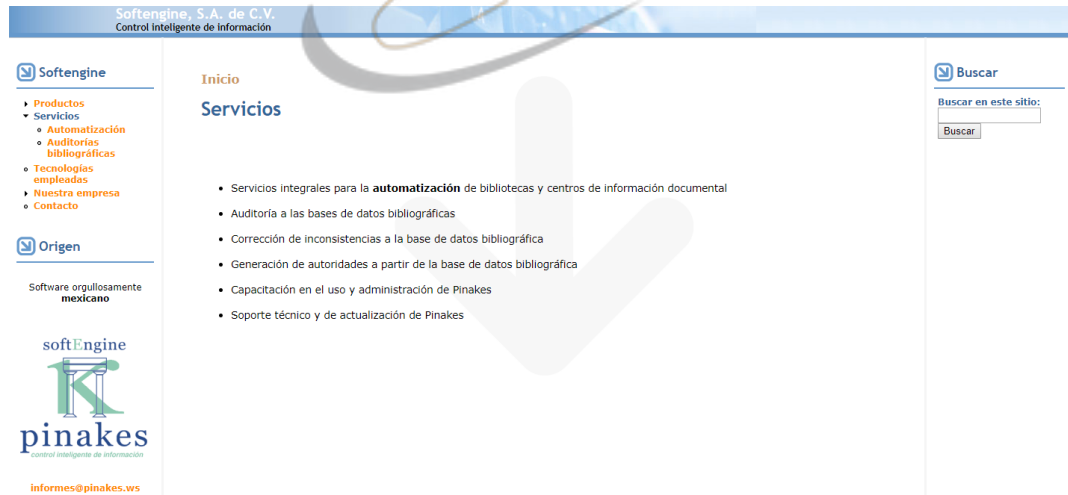 Softengine, S.A. de C.V.
Control inteligente de información
Softengine
Productos
Servicios
Automatización
Auditorías
bibliográficas
Tecnologías
empleadas
Nuestra empresa
Contacto
Origen
Software orgullosamente
mexicano
softEngine
pinakes
control inteligente de información
informes@pinakes.ws
Inicio
Servicios
Servicios integrales para la automatización de bibliotecas y centros de información documental
Auditoría a las bases de datos bibliográficas
Corrección de inconsistencias a la base de datos bibliográfica
Generación de autoridades a partir de la base de datos bibliográfica
Capacitación en el uso y administración de Pinakes
Soporte técnico y de actualización de Pinakes
Buscar
Buscar en este sitio:
Buscar